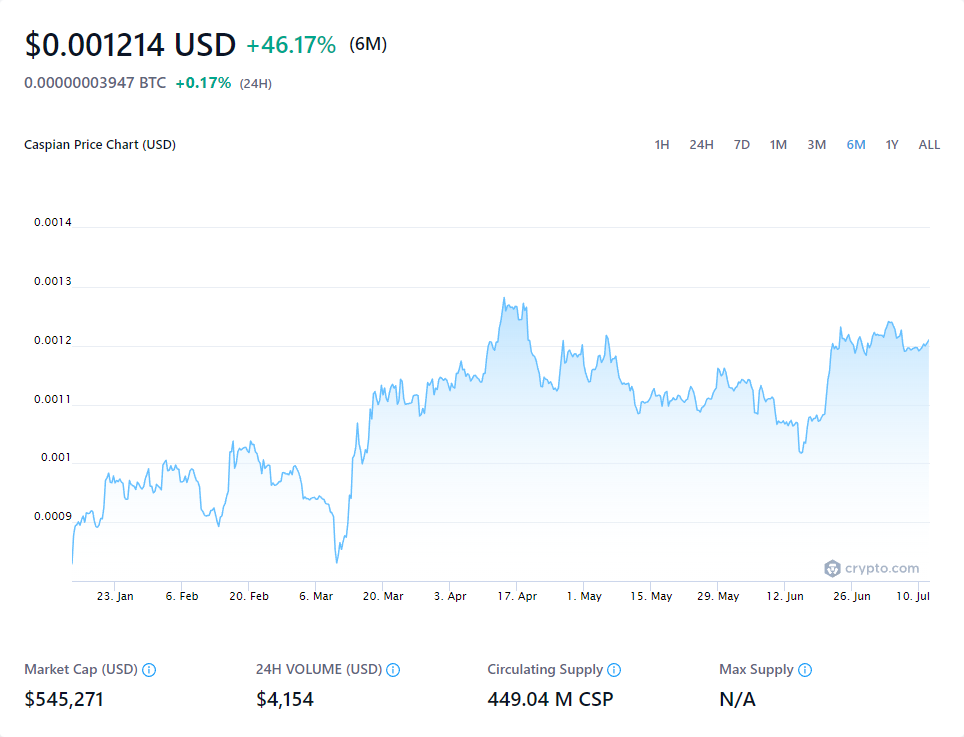 $0.001214 USD +46.17% (6M)
0.00000003947 BTC +0.17% (24H)
Caspian Price Chart (USD) 1H 24H 7D 1M 3M 6M 1Y ALL
0.0014
0.0013
0.0012
0.0011
0.001
0.0009
crypto.com
23. Jan 6. Feb 20. Feb 6. Mar 20. Mar 3. Apr 17. Apr 1. May 15. May 29. May 12. Jun 26. Jun 10. Jul
Market Cap (USD) 24H VOLUME (USD) Circulating Supply Max Supply
$545,271 $4,154 449.04 M CSP N/A